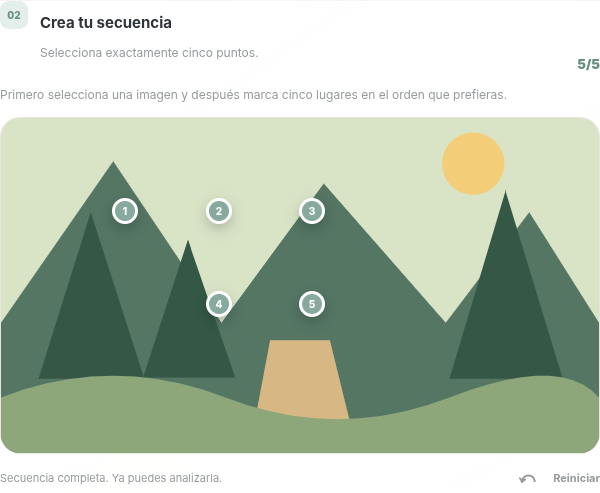 02
Crea tu secuencia
Selecciona exactamente cinco puntos.
5/5
Primero selecciona una imagen y después marca cinco lugares en el orden que prefieras.
1 2 3
4 5
Secuencia completa. Ya puedes analizarla.
Reiniciar